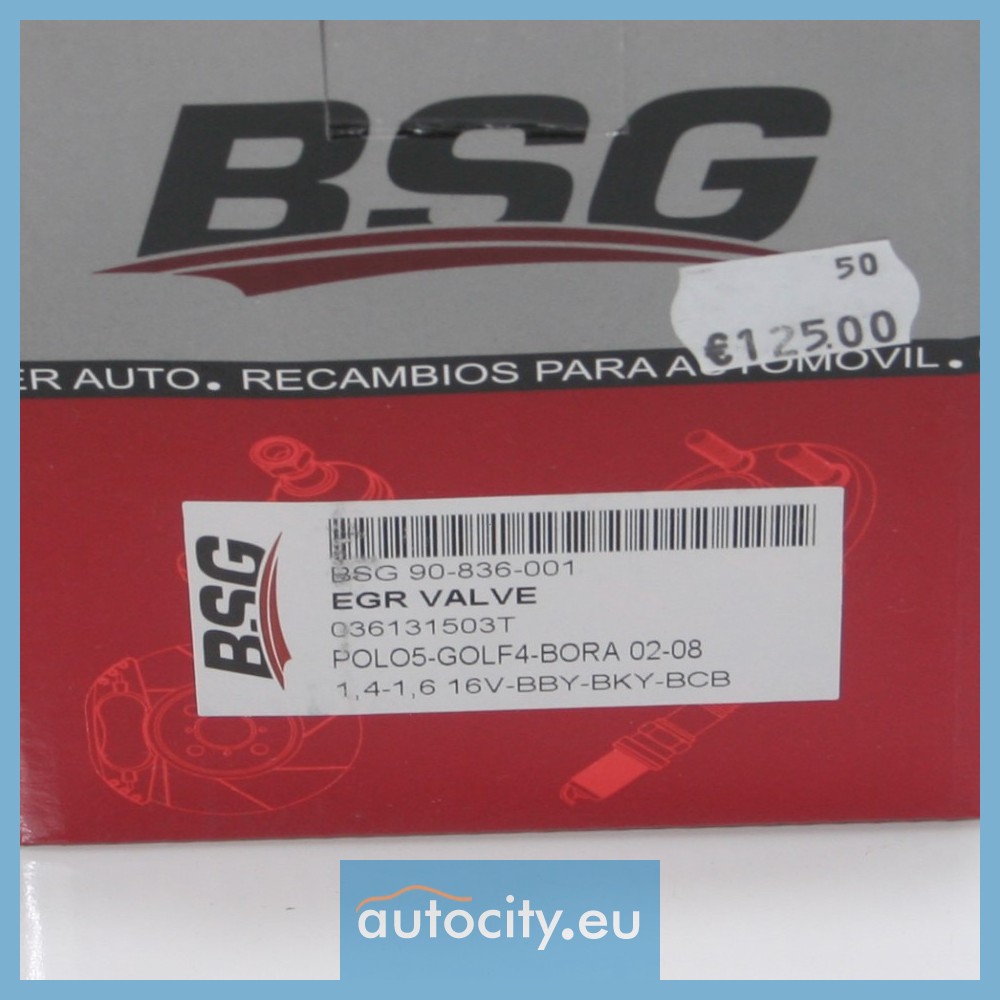 BSG
50
€125.00
ER AUTO. RECAMBIOS PARA AUTOMOVIL.
BSG
BSG 90-836-001
EGR VALVE
036131503T
POLO5-GOLF4-BORA 02-08
1,4-1,6 16V-BBY-BKY-BCB
autocity.eu